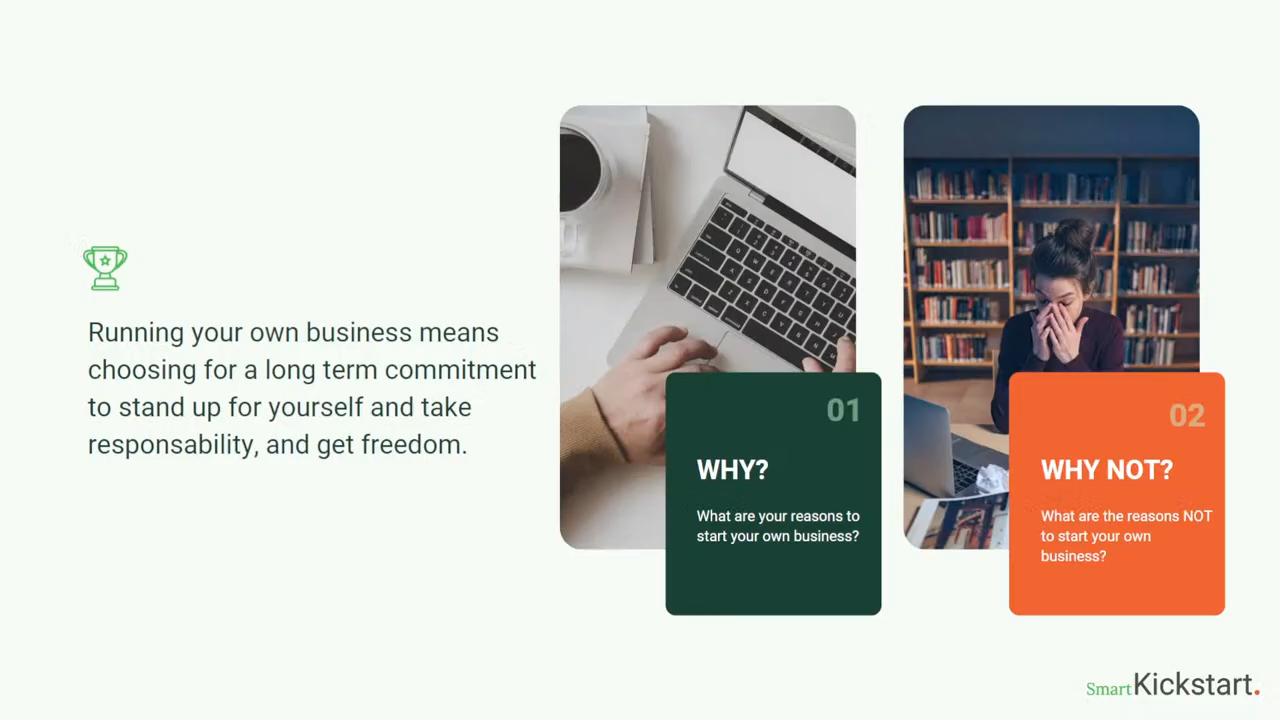 Running your own business means
choosing for a long term commitment
to stand up for yourself and take
responsability, and get freedom.
01
WHY?
What are your reasons to
start your own business?
02
WHY NOT?
What are the reasons NOT
to start your own
business?
SmartKickstart.